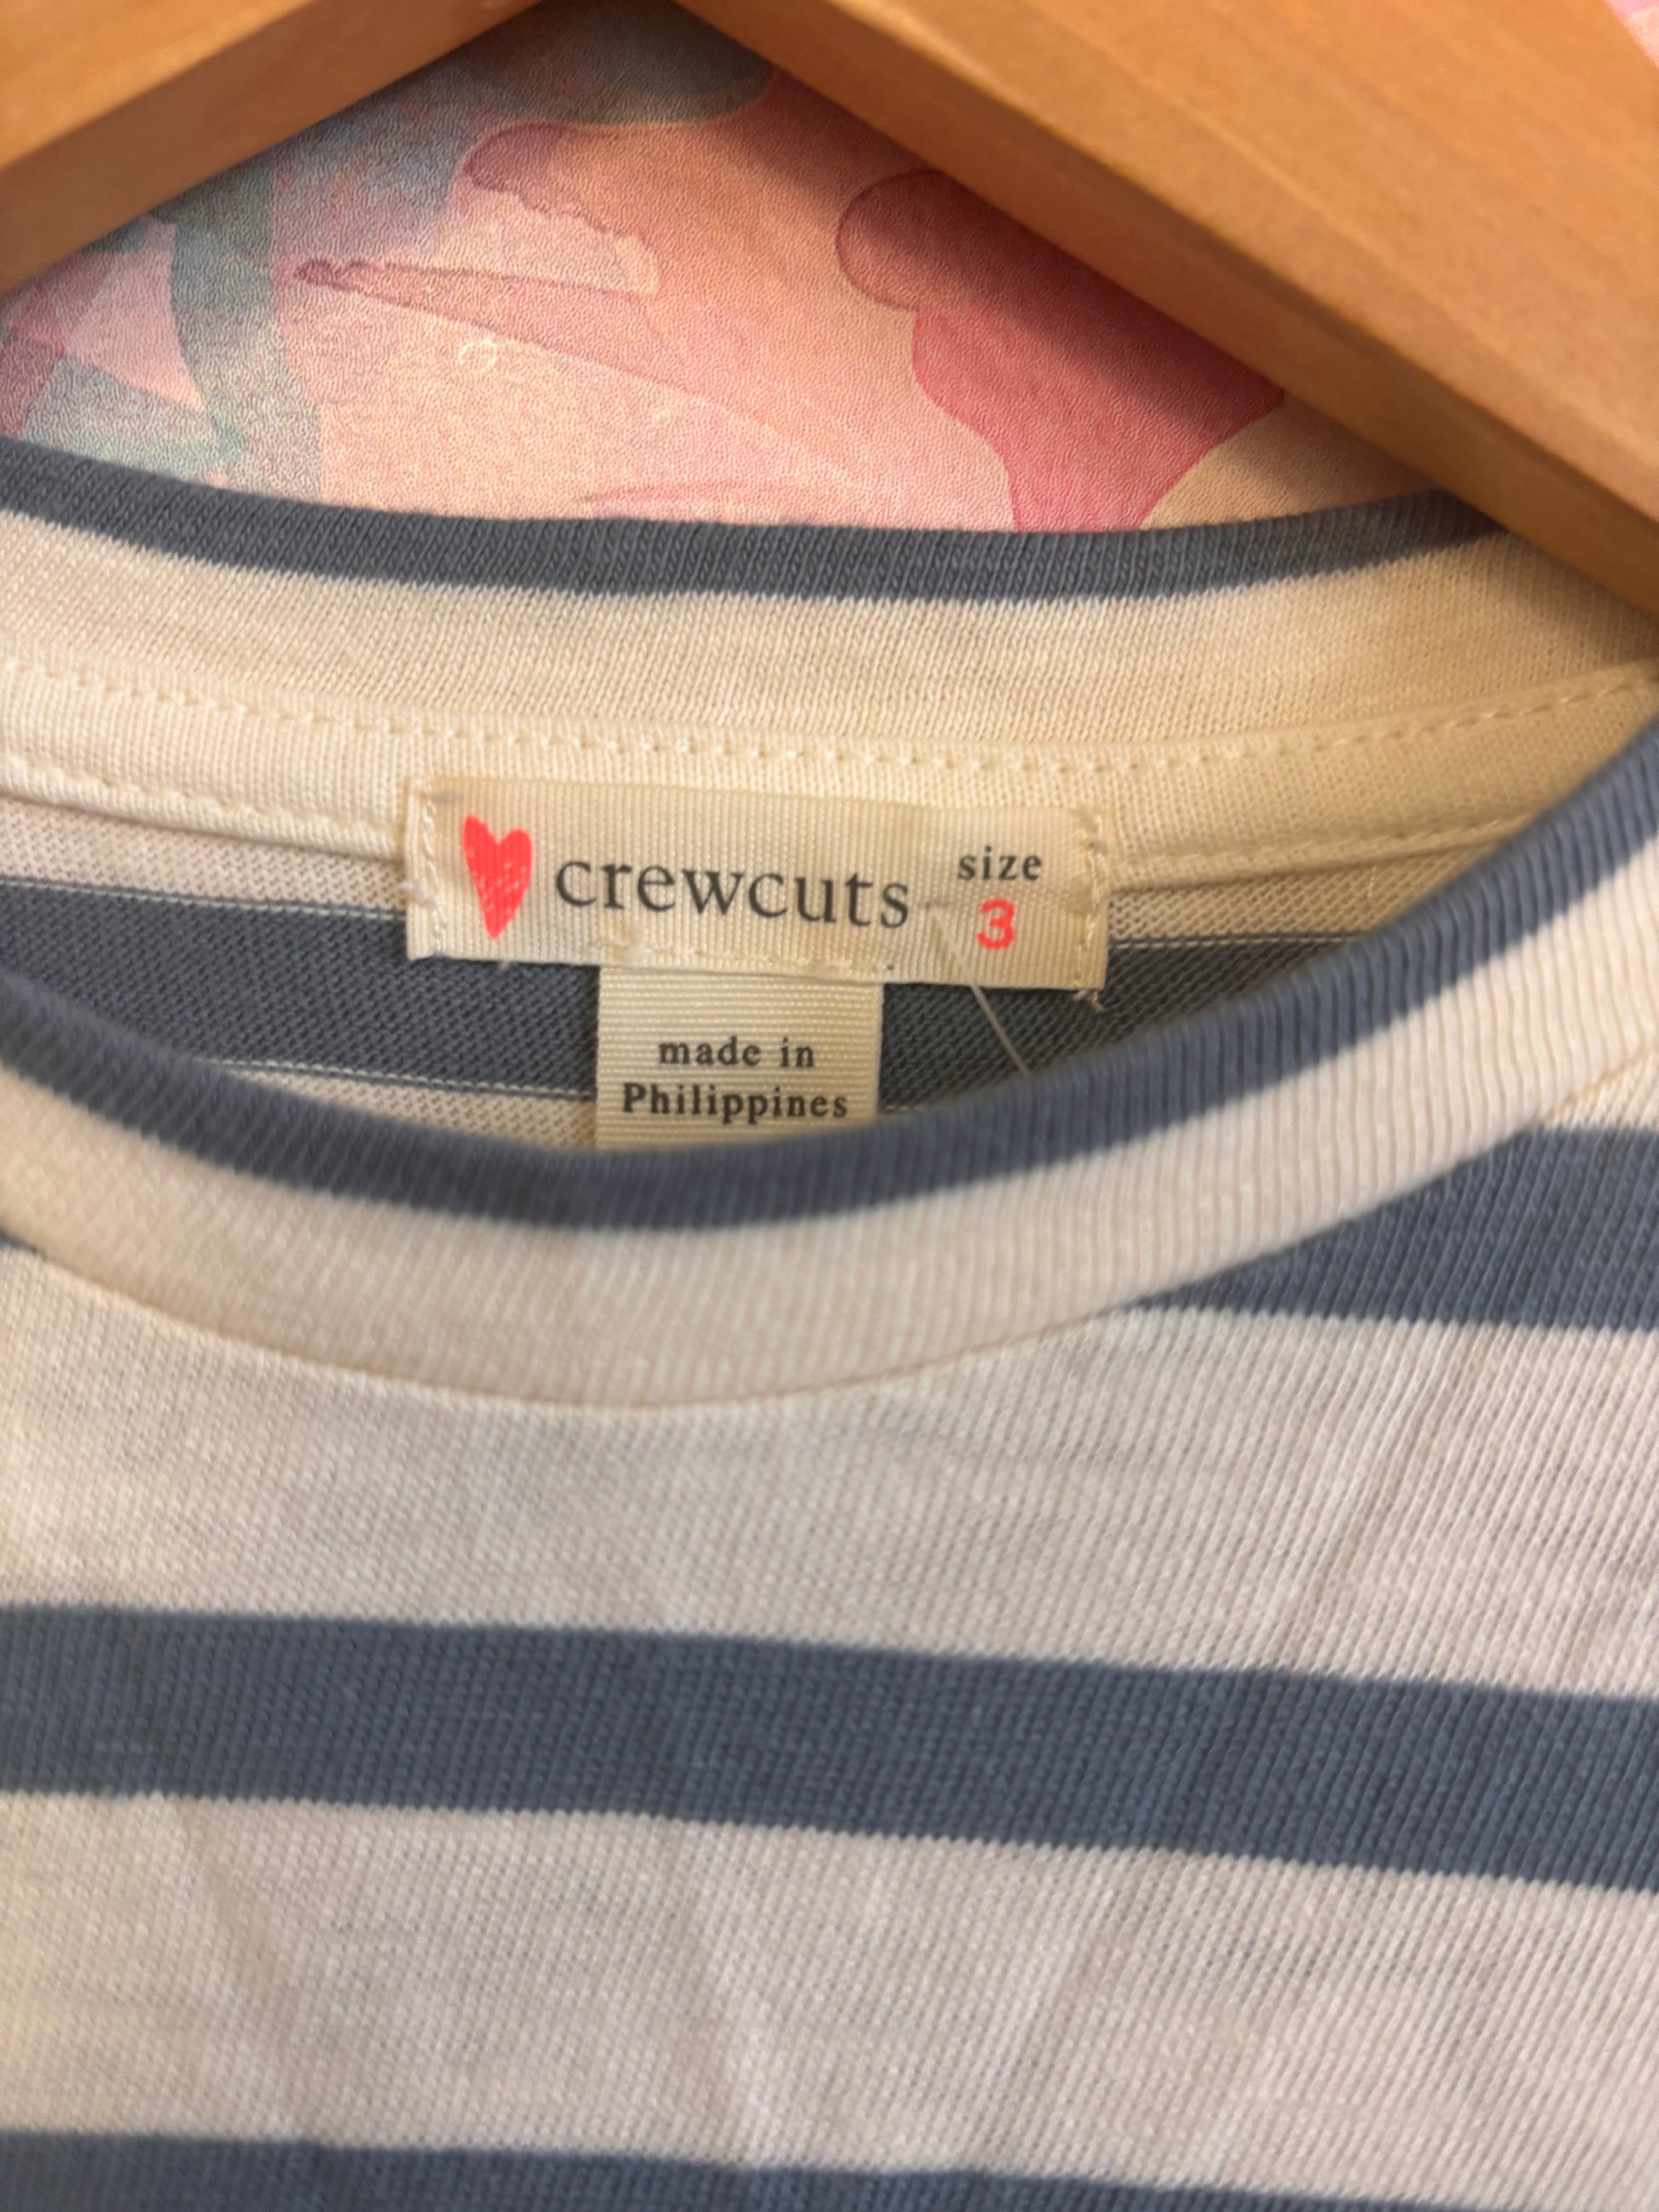 crewcuts
size
3
made in
Philippines